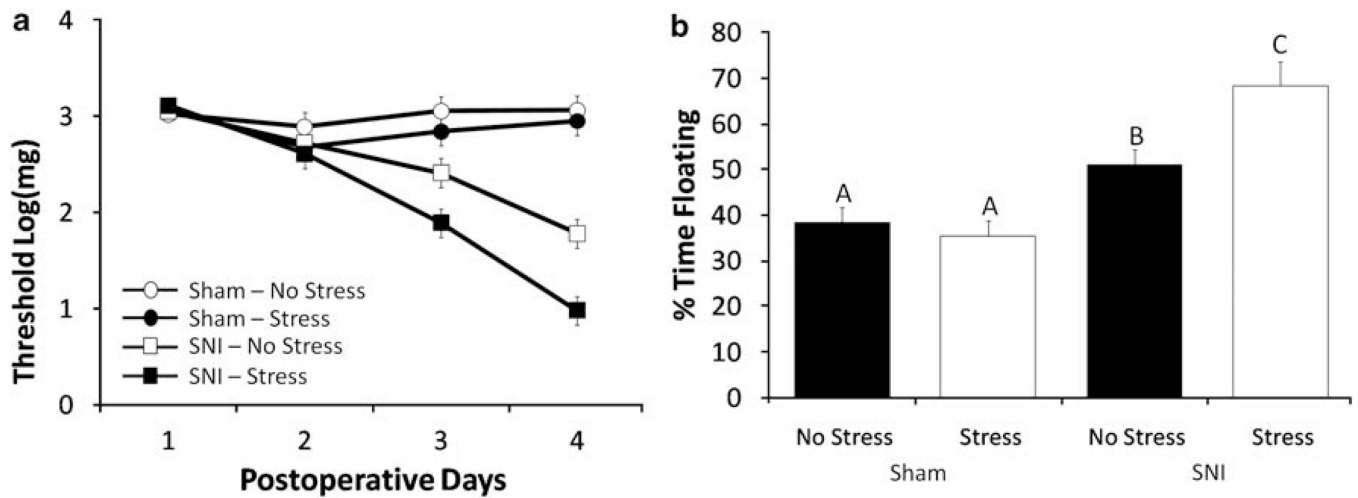 a
Threshold Log(mg)
4
3
2
1
0
Sham – No Stress
Sham – Stress
SNI – No Stress
SNI – Stress
1 2 3 4
Postoperative Days
b
% Time Floating
80
70
60
50
40
30
20
10
0
A
A
B
C
No Stress Stress No Stress Stress
Sham SNI